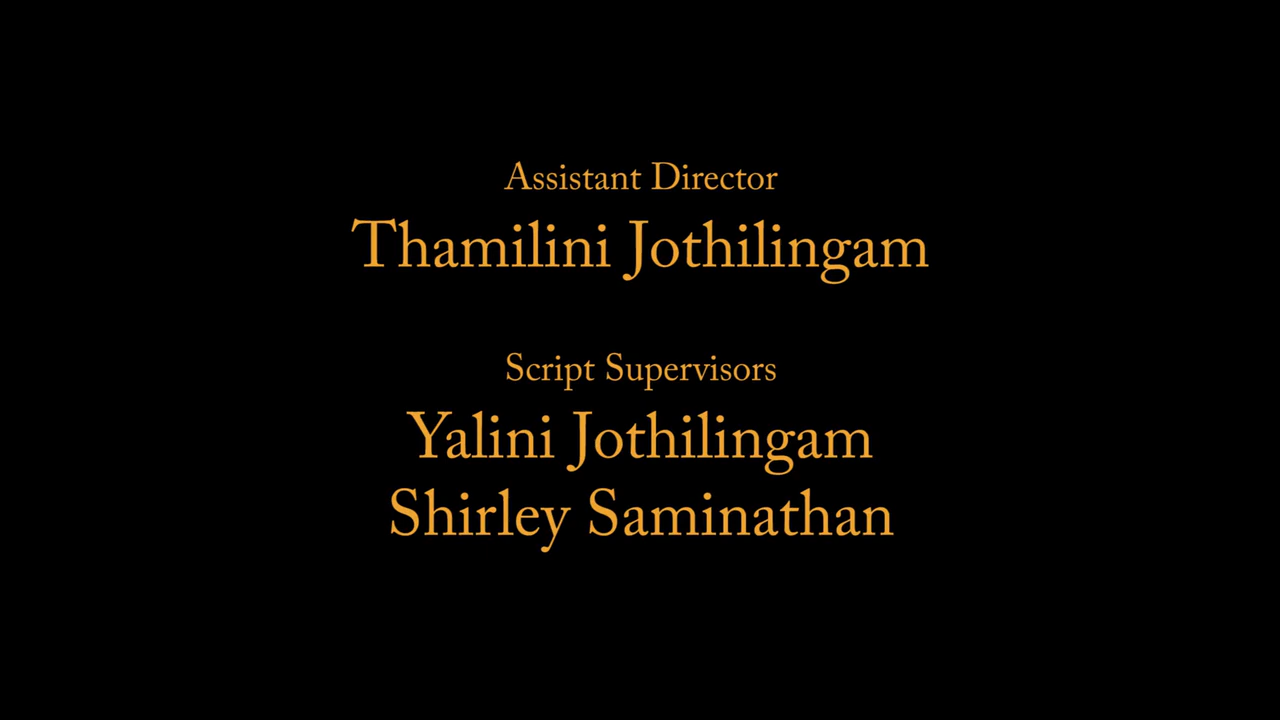 Assistant Director
Thamilini Jothilingam
Script Supervisors
Yalini Jothilingam
Shirley Saminathan